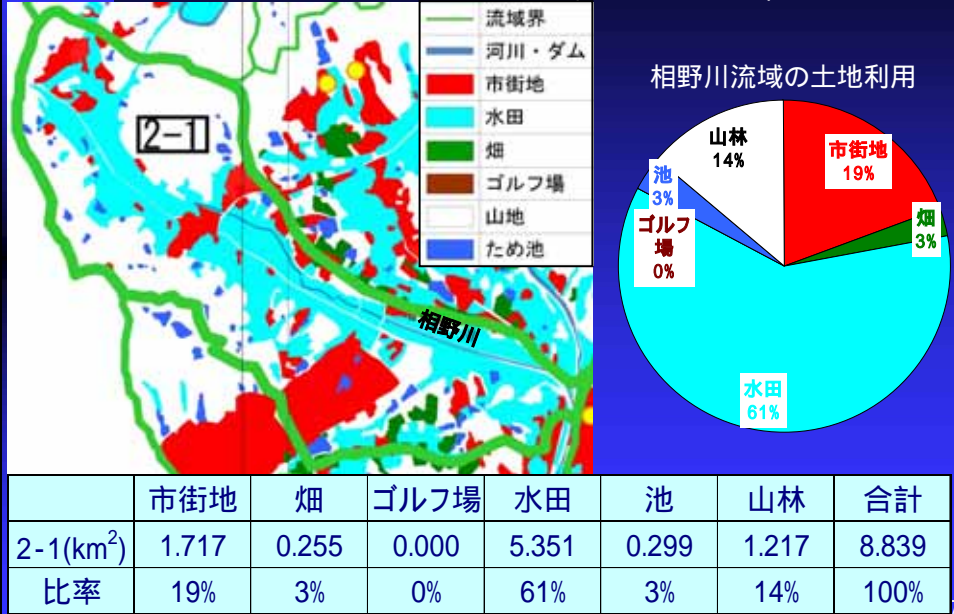 流域界
河川・ダム
市街地
水田
畑
ゴルフ場
山地
ため池
2-1
相野川
相野川流域の土地利用
山林
14%
市街地
19%
池
3%
畑
3%
ゴルフ
場
0%
水田
61%
市街地 畑 ゴルフ場 水田 池 山林 合計
2-1(km²) 1.717 0.255 0.000 5.351 0.299 1.217 8.839
比率 19% 3% 0% 61% 3% 14% 100%